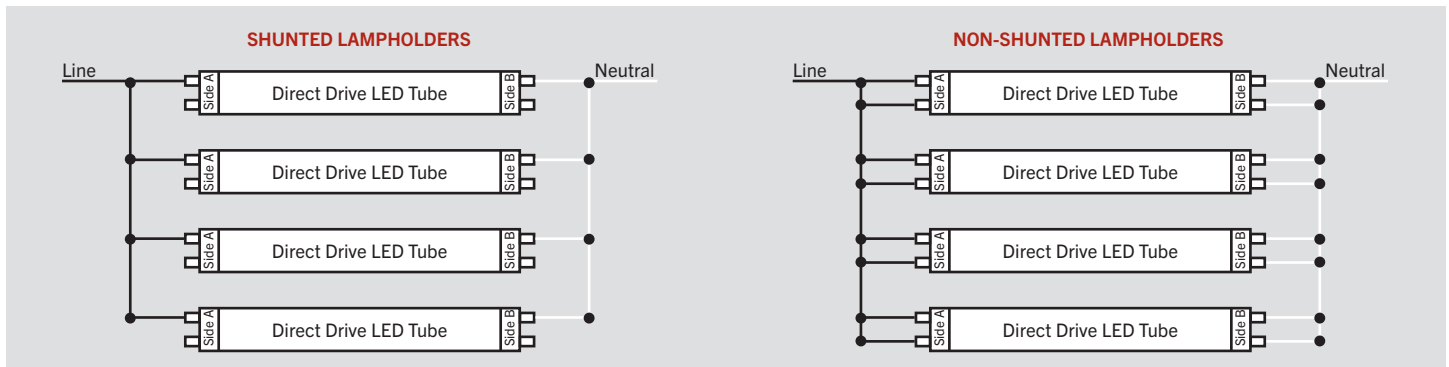 SHUNTED LAMPHOLDERS
Line
Neutral
Side A
Direct Drive LED Tube
Side B
Side A
Direct Drive LED Tube
Side B
Side A
Direct Drive LED Tube
Side B
Side A
Direct Drive LED Tube
Side B
NON-SHUNTED LAMPHOLDERS
Line
Neutral
Side A
Direct Drive LED Tube
Side B
Side A
Direct Drive LED Tube
Side B
Side A
Direct Drive LED Tube
Side B
Side A
Direct Drive LED Tube
Side B